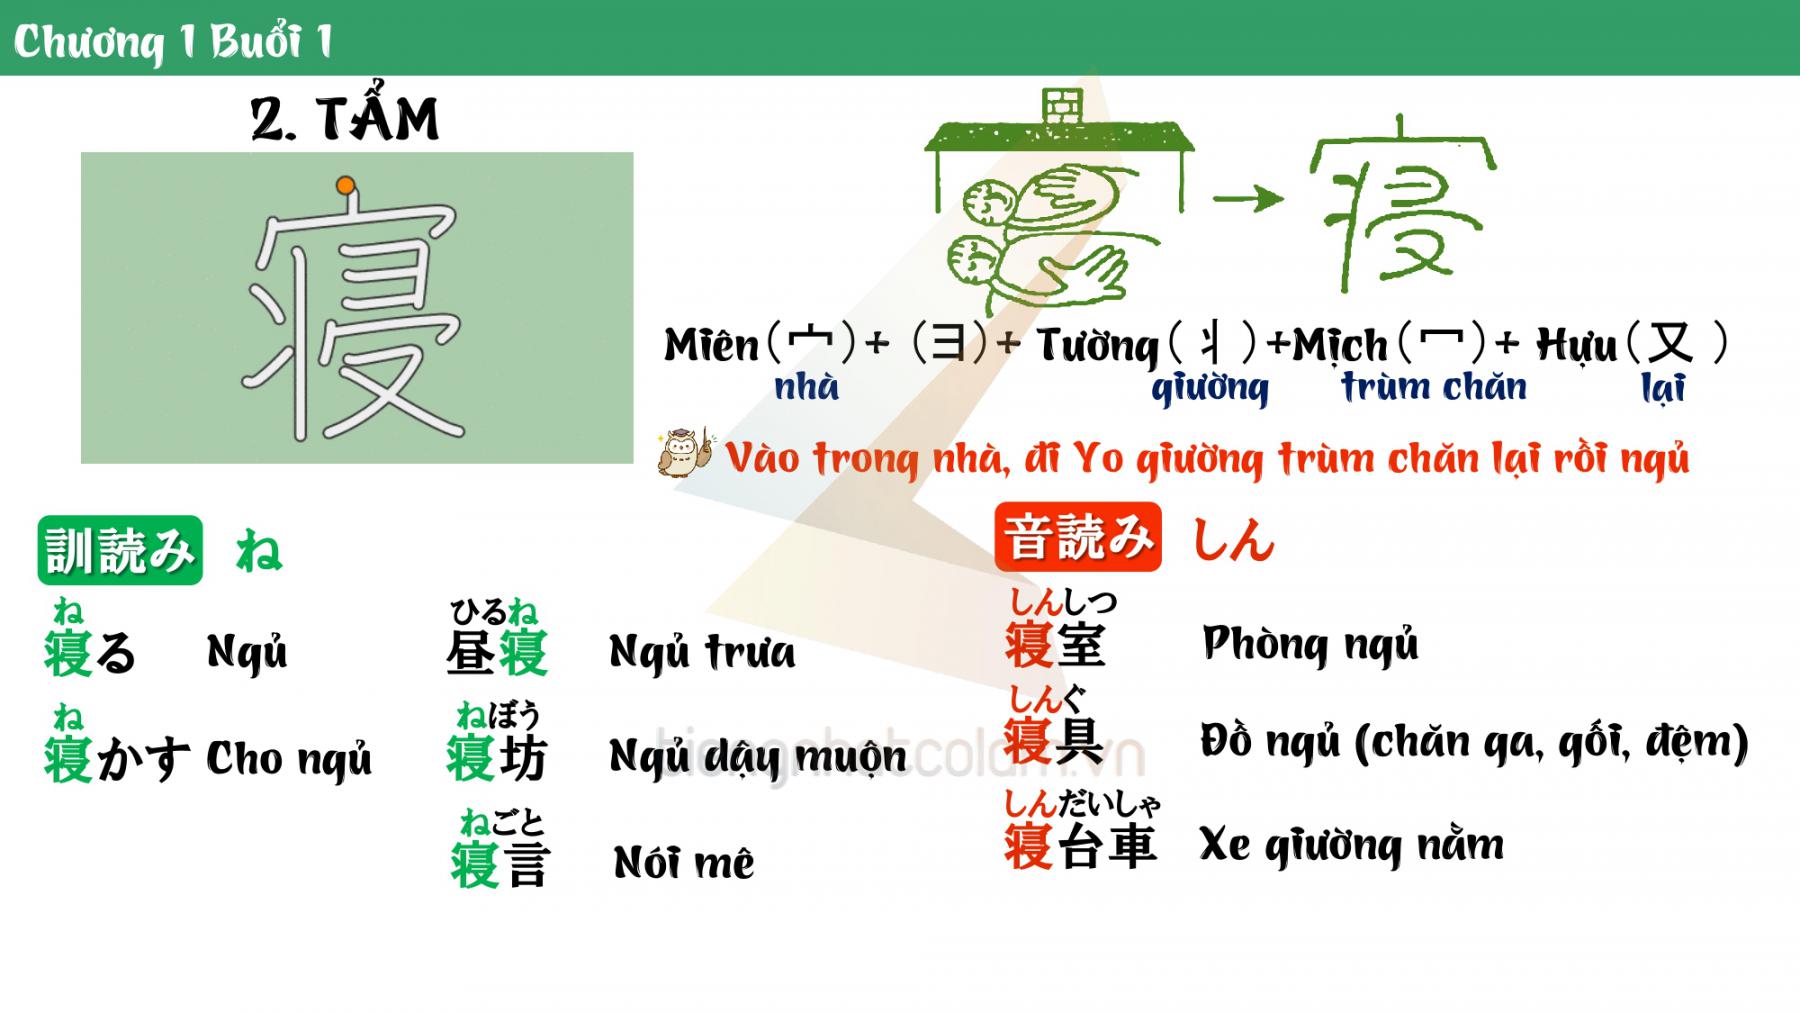 Chương 1 Buổi 1
2. TẨM
寝
寝
Miên(宀)+ (ヨ)+ Tường(丬)+Mịch(冖)+ Hựu(又)
nhà giường trùm chăn lại
Vào trong nhà, đi Yo giường trùm chăn lại rồi ngủ
訓読み ね
ね
寝る Ngủ
ね
寝かす Cho ngủ
ひるね
昼寝 Ngủ trưa
ねぼう
寝坊 Ngủ dậy muộn
ねごと
寝言 Nói mê
音読み しん
しんしつ
寝室 Phòng ngủ
しんぐ
寝具 Đồ ngủ (chăn ga, gối, đệm)
しんだいしゃ
寝台車 Xe giường nằm
tiengnhatcolam.vn